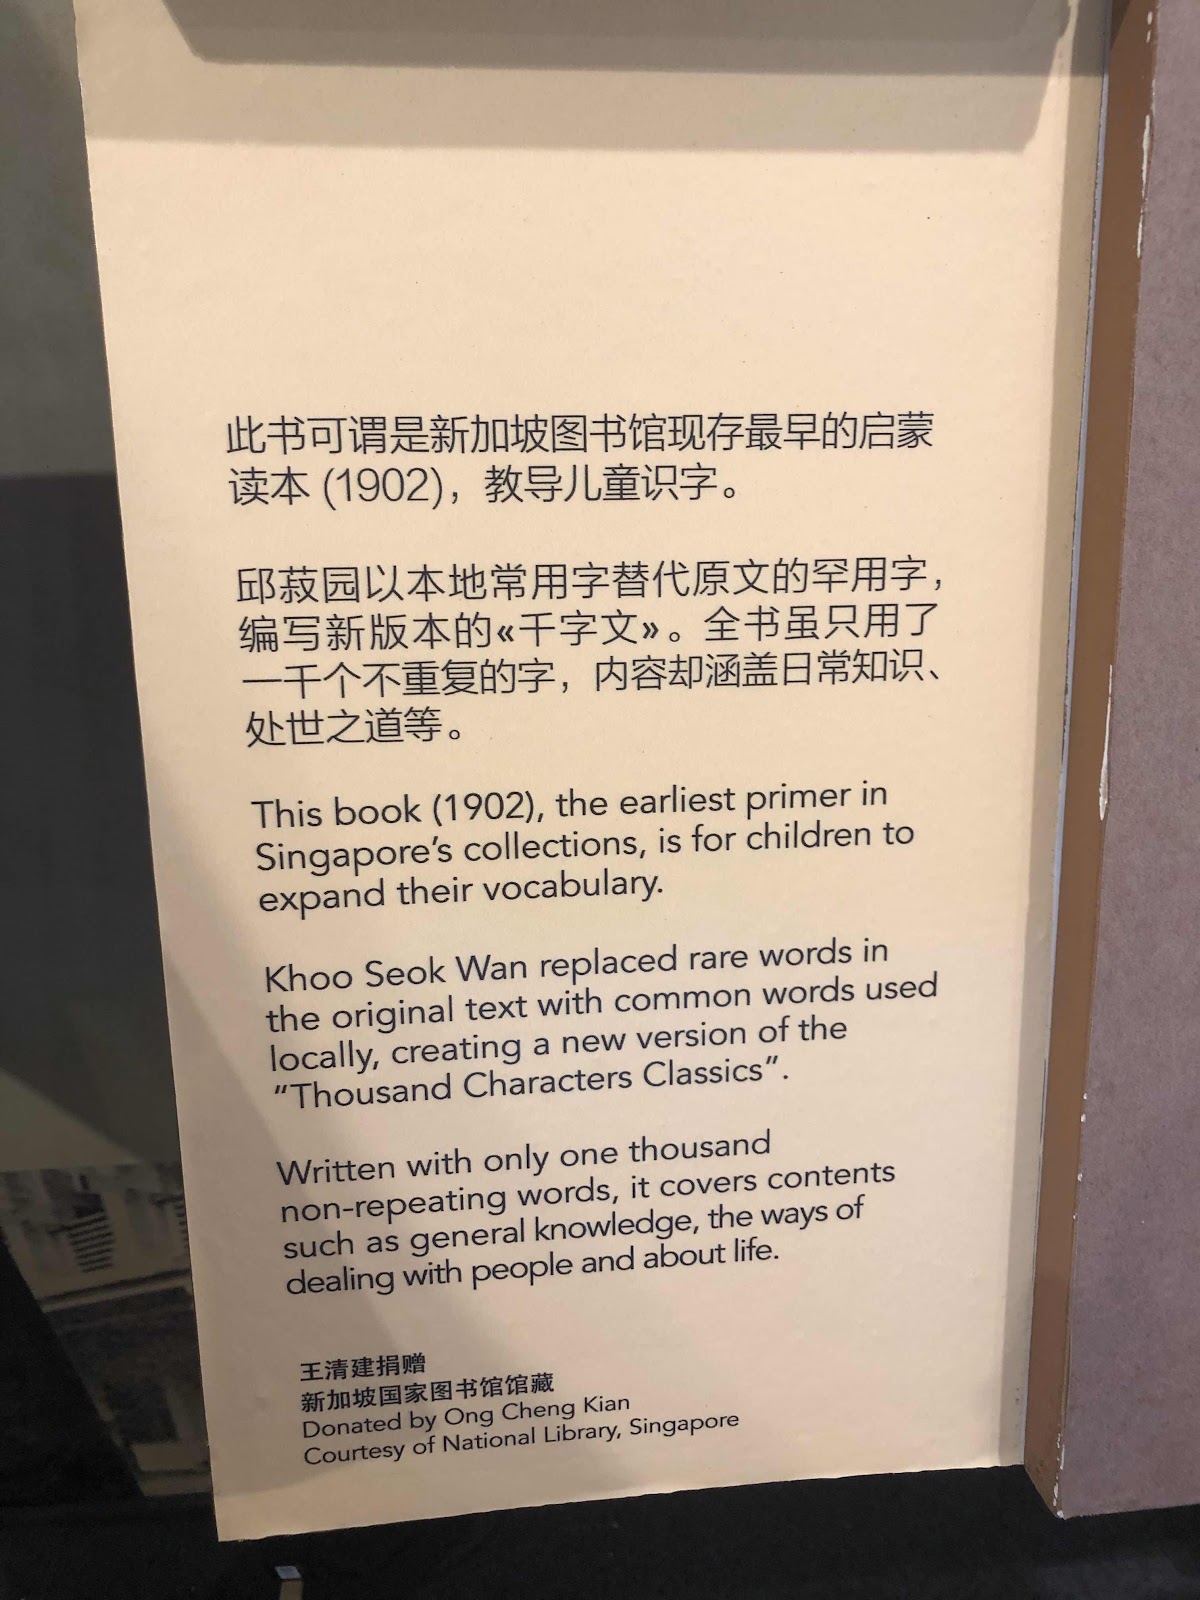 此书可谓是新加坡图书馆现存最早的启蒙
读本 (1902)，教导儿童识字。
邱菽园以本地常用字替代原文的罕用字，
编写新版本的«千字文»。全书虽只用了
一千个不重复的字，内容却涵盖日常知识、
处世之道等。
This book (1902), the earliest primer in
Singapore’s collections, is for children to
expand their vocabulary.
Khoo Seok Wan replaced rare words in
the original text with common words used
locally, creating a new version of the
“Thousand Characters Classics”.
Written with only one thousand
non-repeating words, it covers contents
such as general knowledge, the ways of
dealing with people and about life.
王清建捐赠
新加坡国家图书馆馆藏
Donated by Ong Cheng Kian
Courtesy of National Library, Singapore